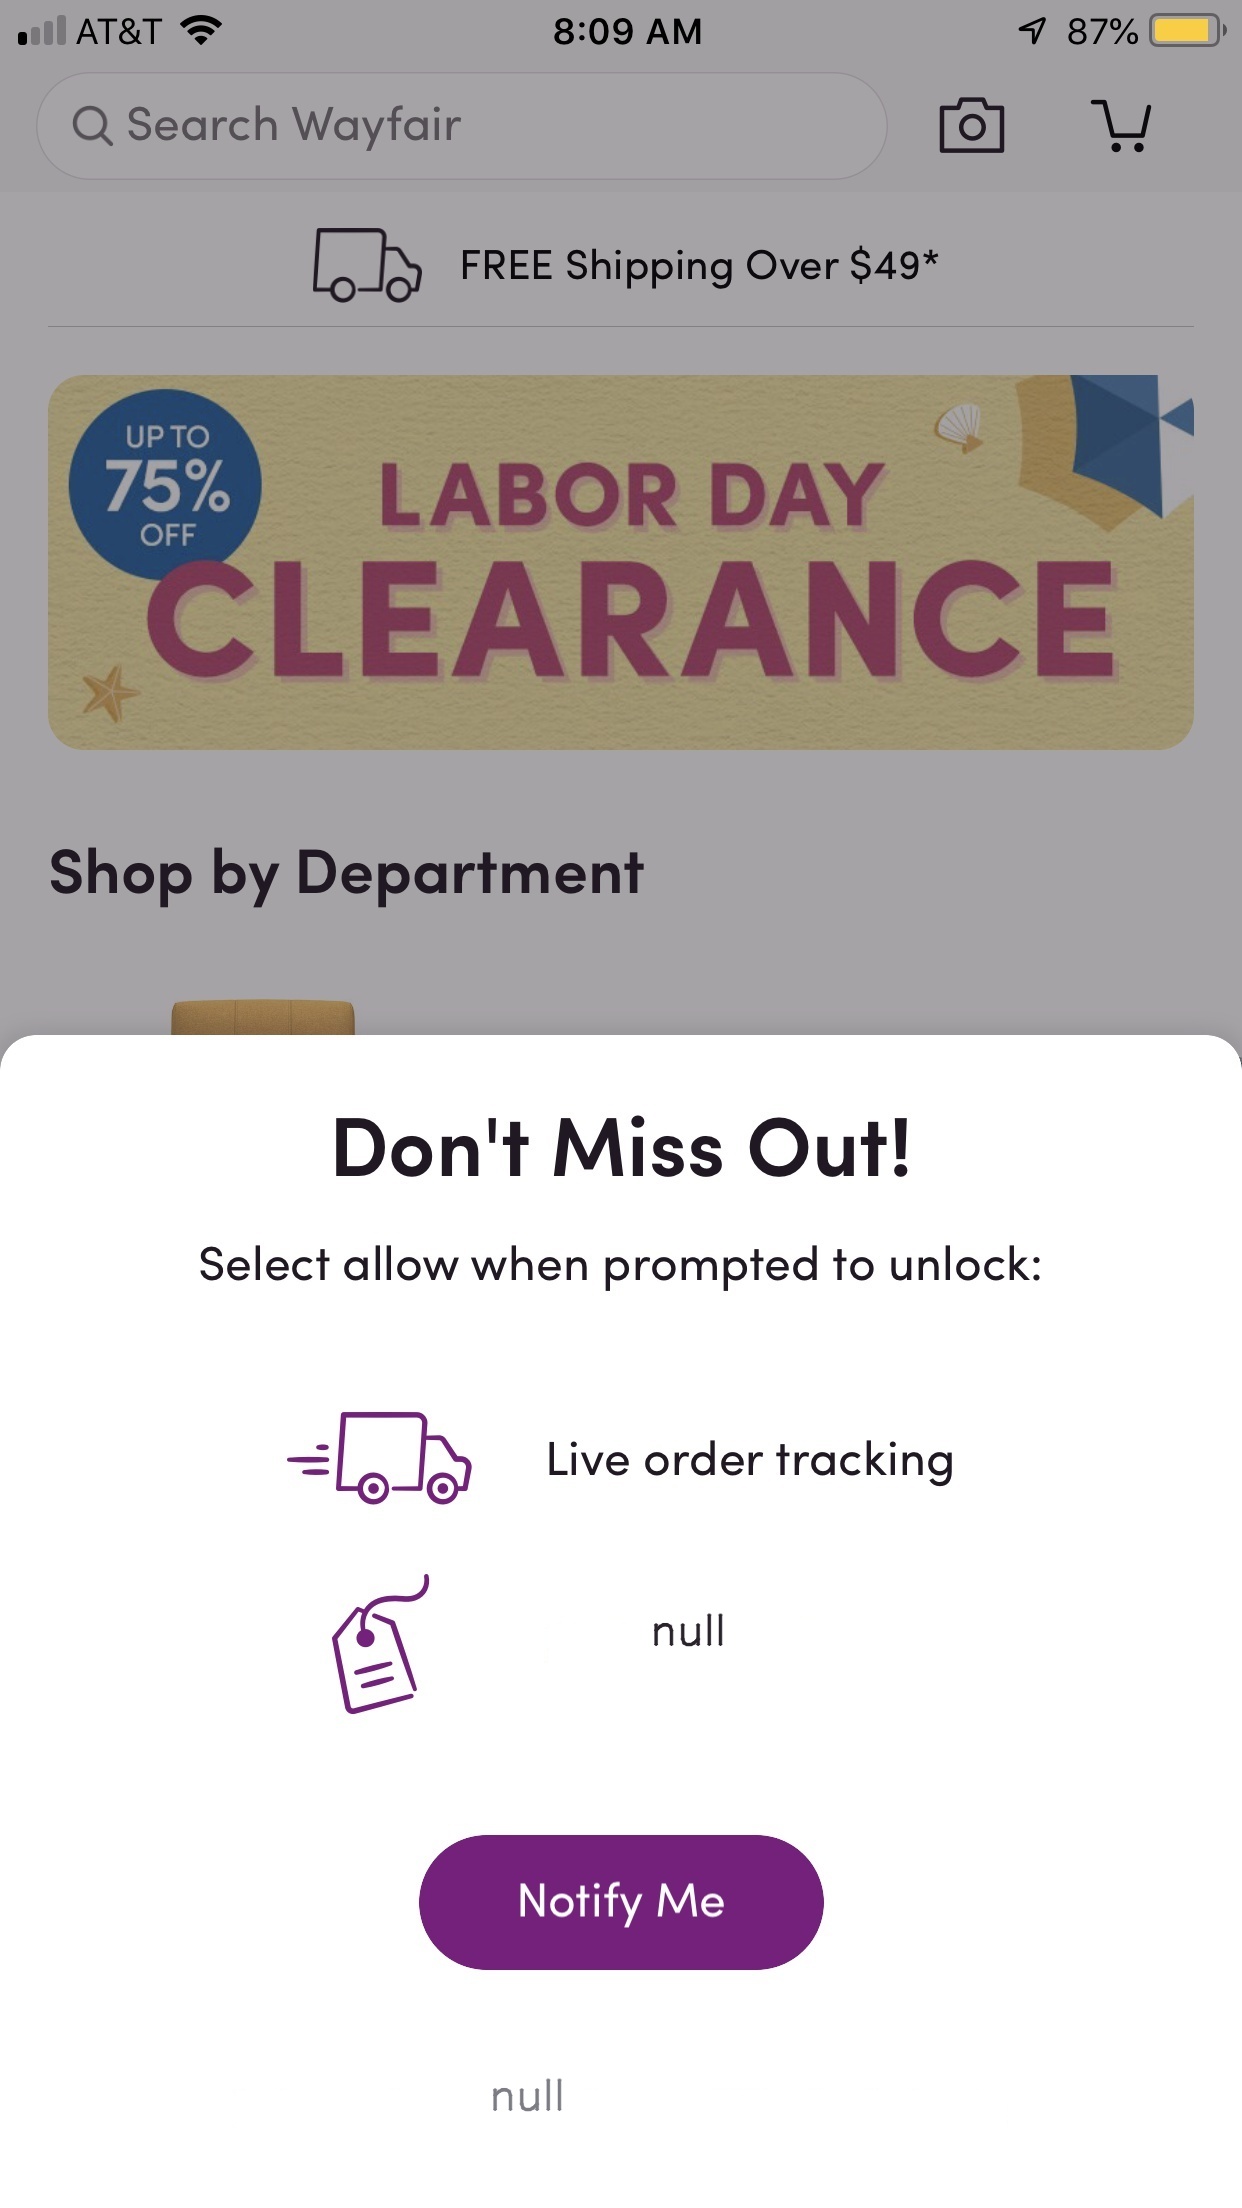 AT&T
8:09 AM
87%
Search Wayfair
FREE Shipping Over $49*
UP TO
75%
OFF
LABOR DAY
CLEARANCE
Shop by Department
Don't Miss Out!
Select allow when prompted to unlock:
Live order tracking
null
Notify Me
null